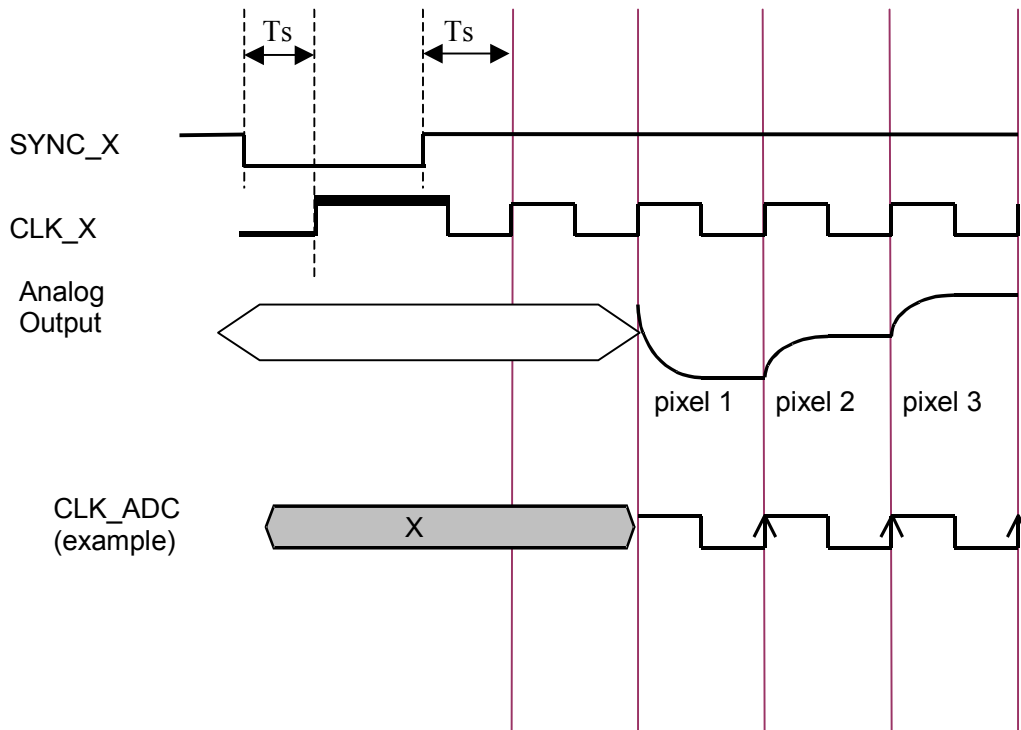 Ts Ts
SYNC_X
CLK_X
Analog
Output
pixel 1 pixel 2 pixel 3
CLK_ADC
(example)
X